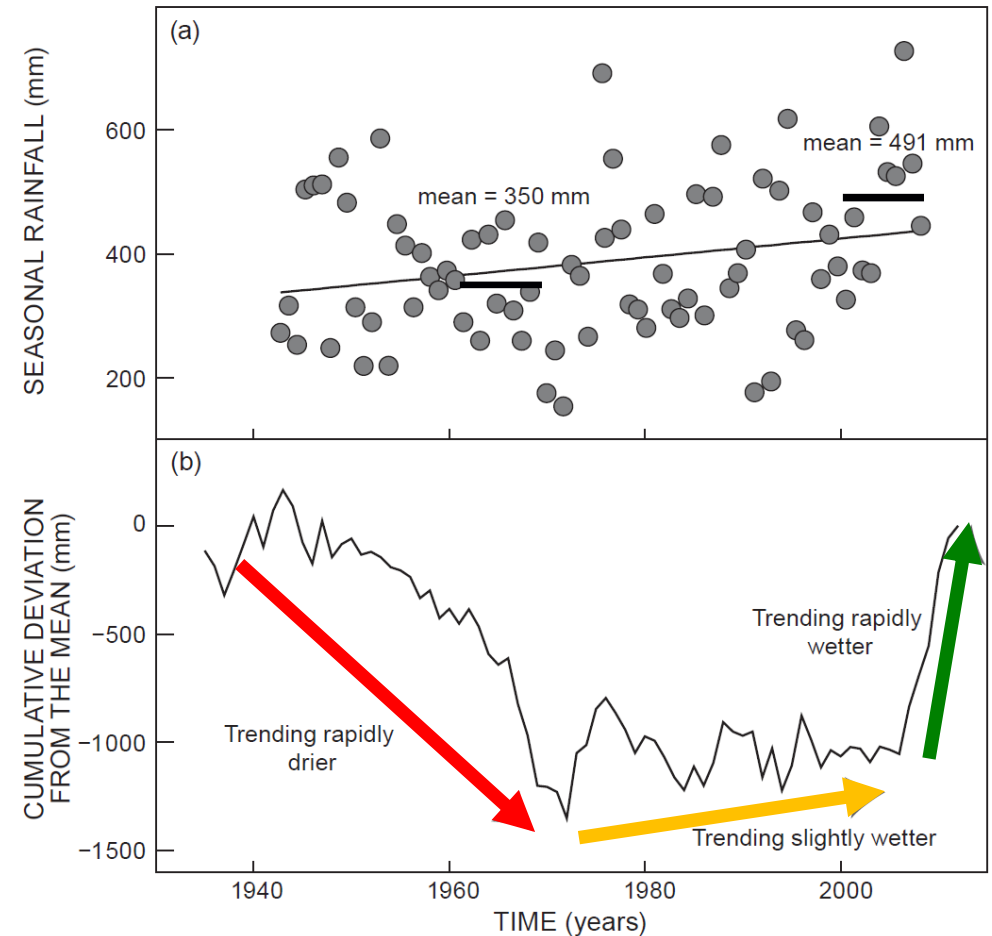 (a)
SEASONAL RAINFALL (mm)
600
400
200
mean = 350 mm
mean = 491 mm
(b)
CUMULATIVE DEVIATION
FROM THE MEAN (mm)
0
−500
−1000
−1500
Trending rapidly
drier
Trending slightly wetter
Trending rapidly
wetter
1940
1960
1980
2000
TIME (years)